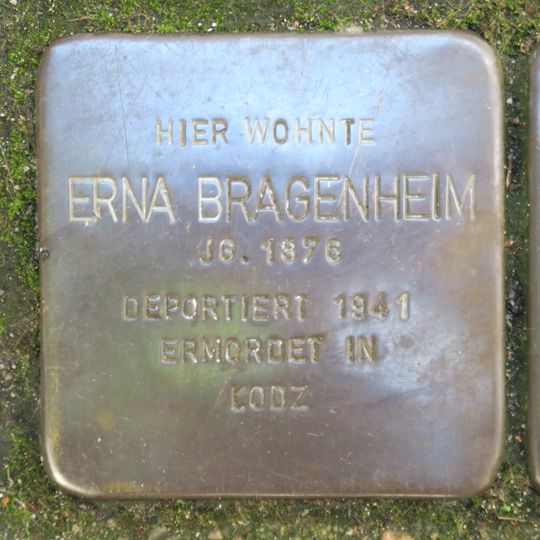 HIER WOHNTE
ERNA BRAGENHEIM
JG. 1876
DEPORTIERT 1941
ERMORDET IN
LODZ